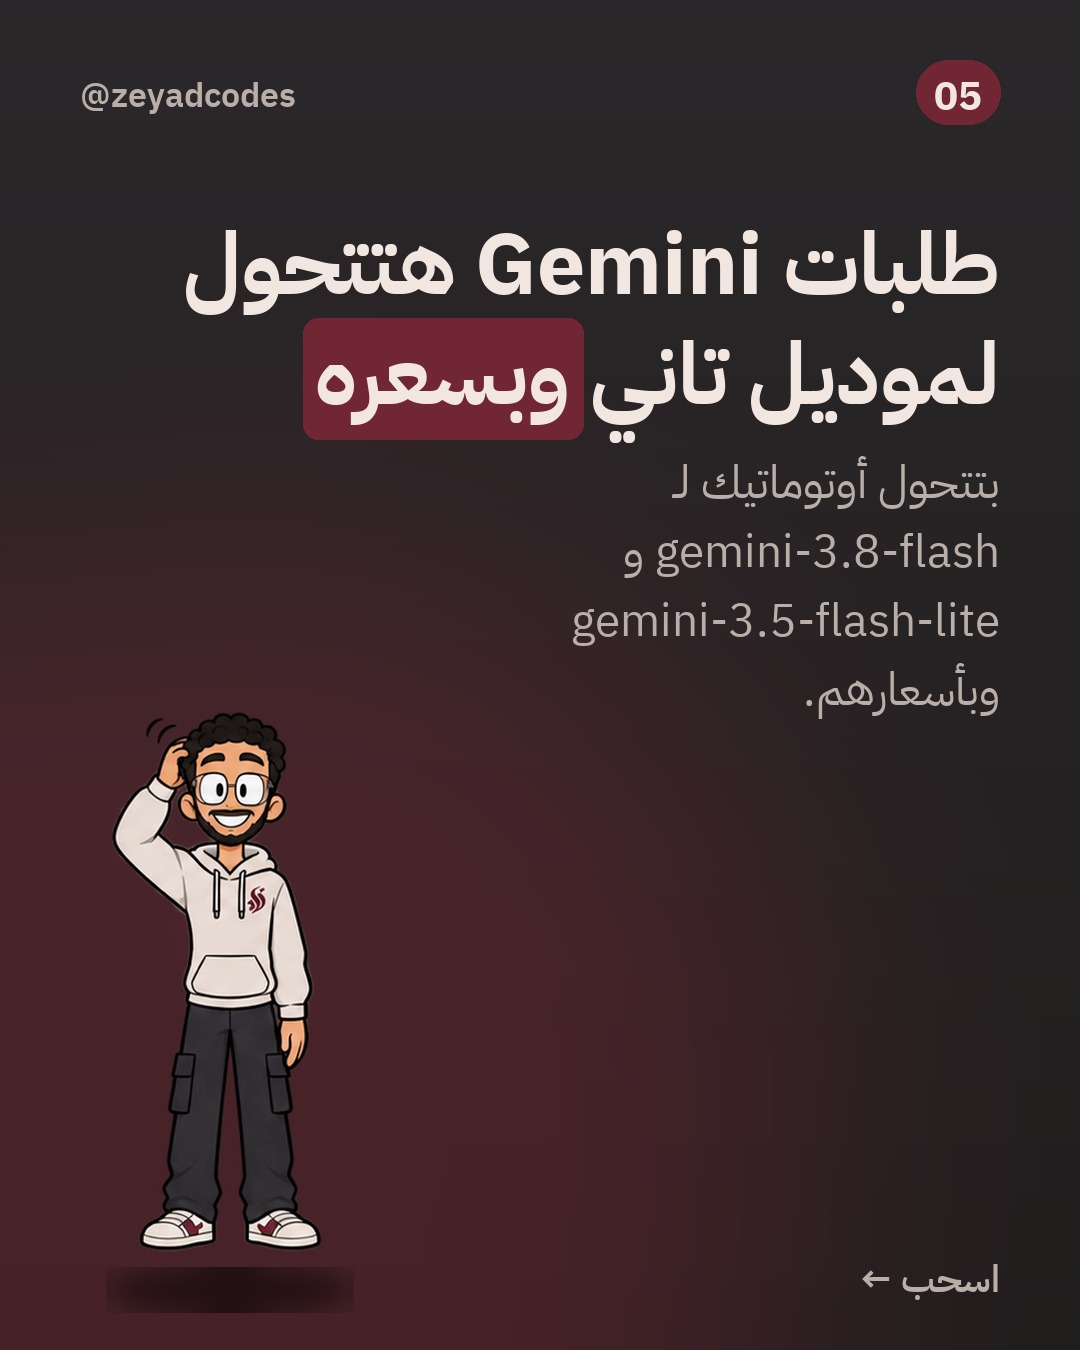 @zeyadcodes
05
طلبات Gemini هتتحول
لموديل تاني وبسعره
بتتحول أوتوماتيك لـ
gemini-3.8-flash و
gemini-3.5-flash-lite
وبأسعارهم.
اسحب ←